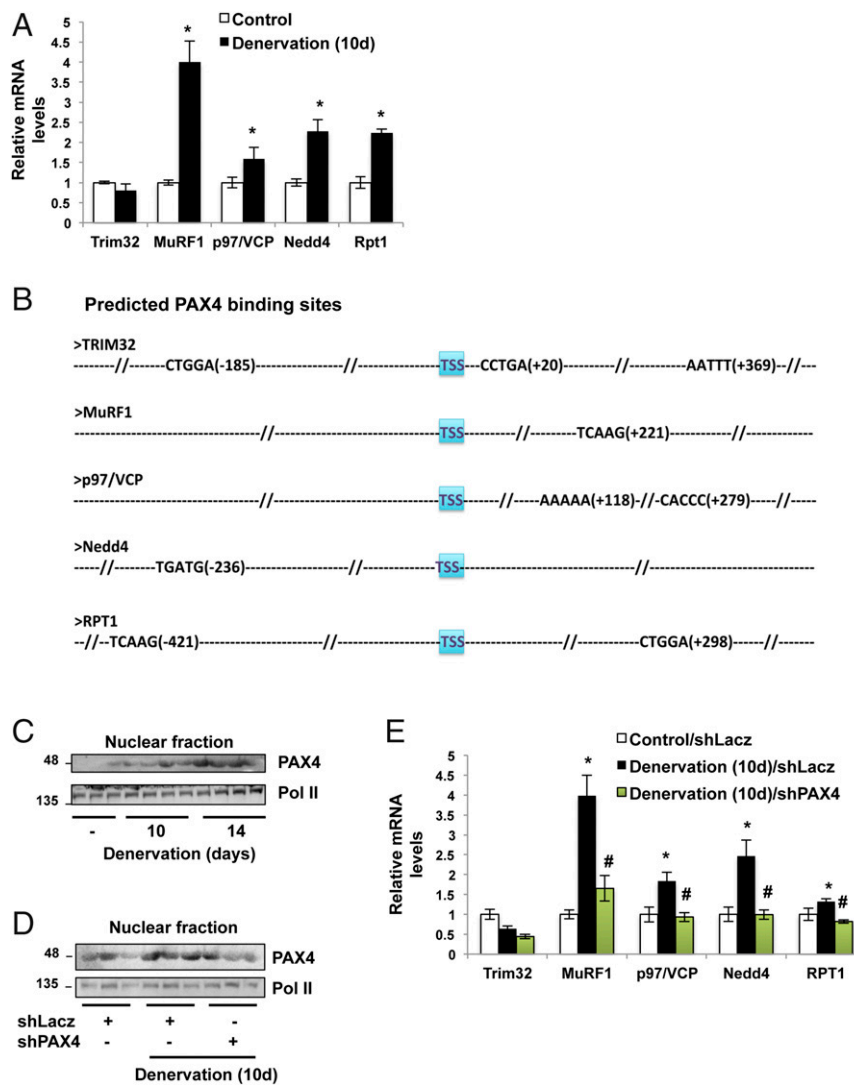 A
Relative mRNA
levels
5
4.5
4
3.5
3
2.5
2
1.5
1
0.5
0
Control
Denervation (10d)
*
*
*
*
Trim32 MuRF1 p97/VCP Nedd4 Rpt1
B
Predicted PAX4 binding sites
>TRIM32
-----//------CTGGA(-185)------------//-------------TSS--CCTGA(+20)-------//--------AATTT(+369)--//---
>MuRF1
---------------------------//------------------------TSS-------//-------TCAAG(+221)---------//----------
>p97/VCP
---------------------------//------------------------TSS-----//----AAAAA(+118)--//-CACCC(+279)-----//---
>Nedd4
----//------TGATG(-236)------------//------------TSS--------------------------//----------------------
>RPT1
--//--TCAAG(-421)------------------//--------------TSS--------------//--------CTGGA(+298)-------//---
C
Nuclear fraction
48
PAX4
135
Pol II
- 10 14
Denervation (days)
D
Nuclear fraction
48
PAX4
135
Pol II
shLacz + + -
shPAX4 - - +
Denervation (10d)
E
Control/shLacz
Denervation (10d)/shLacz
Denervation (10d)/shPAX4
Relative mRNA
levels
5
4.5
4
3.5
3
2.5
2
1.5
1
0.5
0
*
#
*
#
*
#
*
#
Trim32 MuRF1 p97/VCP Nedd4 RPT1